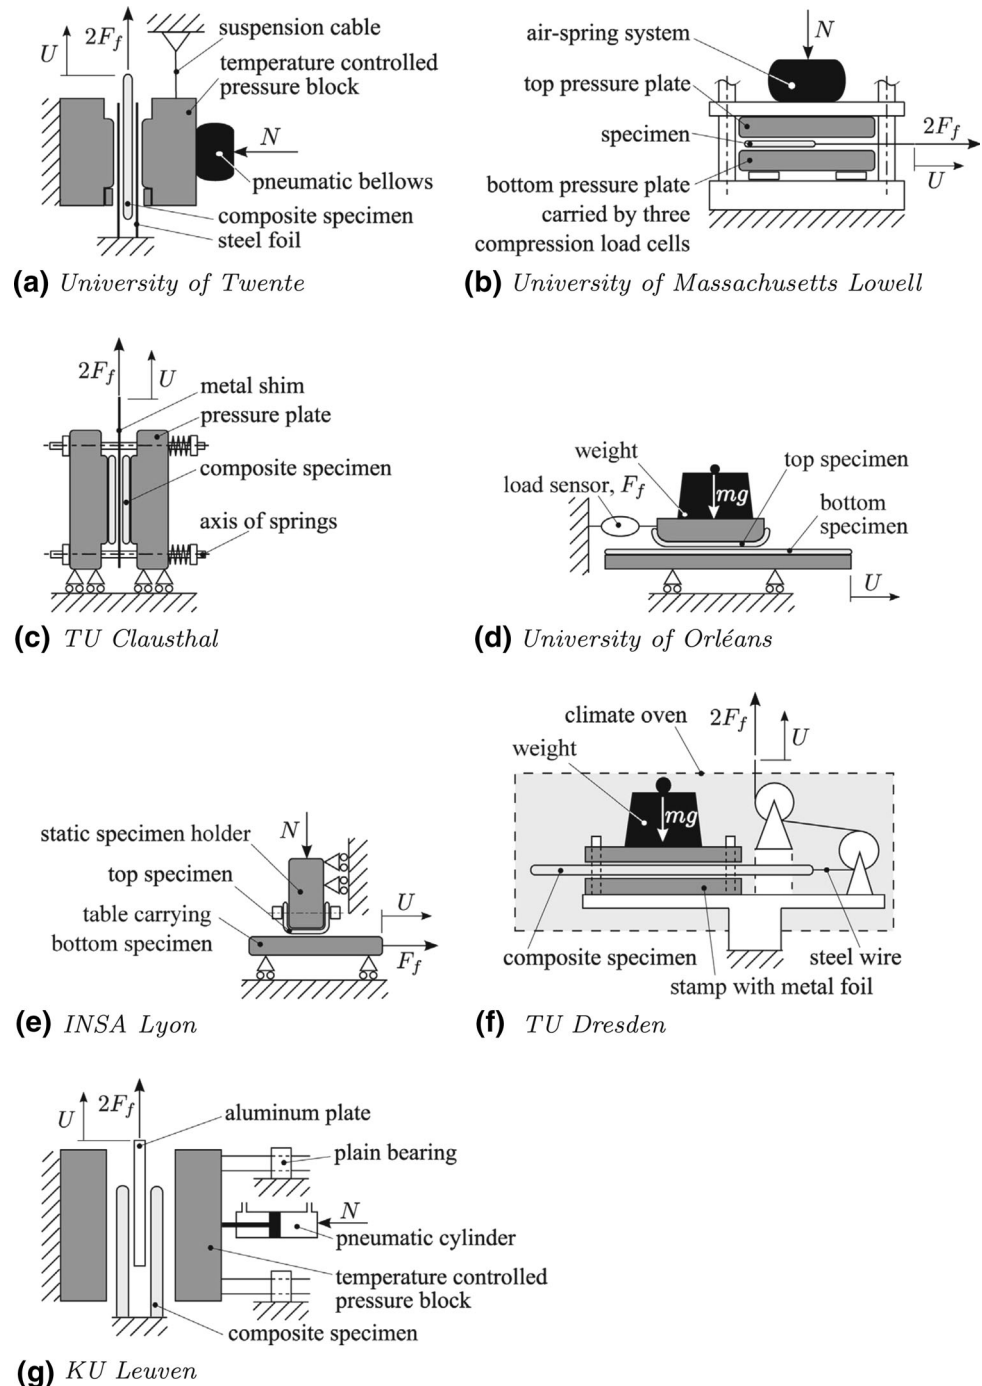 2F_f
U
suspension cable
temperature controlled
pressure block
N
pneumatic bellows
composite specimen
steel foil
(a) University of Twente
N
air-spring system
top pressure plate
specimen
2F_f
U
bottom pressure plate
carried by three
compression load cells
(b) University of Massachusetts Lowell
2F_f
U
metal shim
pressure plate
composite specimen
axis of springs
(c) TU Clausthal
weight
top specimen
load sensor, F_f
mg
bottom
specimen
U
(d) University of Orléans
N
static specimen holder
top specimen
table carrying
bottom specimen
U
F_f
(e) INSA Lyon
climate oven
2F_f
U
weight
mg
composite specimen
steel wire
stamp with metal foil
(f) TU Dresden
U
2F_f
aluminum plate
plain bearing
N
pneumatic cylinder
temperature controlled
pressure block
composite specimen
(g) KU Leuven